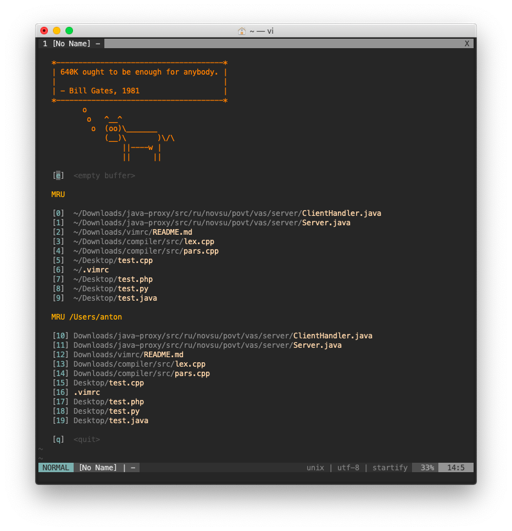 ~ — vi
1 [No Name] – X
*————————————————————————————————————*
| 640K ought to be enough for anybody. |
| |
| – Bill Gates, 1981 |
*————————————————————————————————————*
o
o ^__^
o (oo)\_______
(__)\ )\/\
||————w |
|| ||
[e] <empty buffer>
MRU
[0] ~/Downloads/java-proxy/src/ru/novsu/povt/vas/server/ClientHandler.java
[1] ~/Downloads/java-proxy/src/ru/novsu/povt/vas/server/Server.java
[2] ~/Downloads/vimrc/README.md
[3] ~/Downloads/compiler/src/lex.cpp
[4] ~/Downloads/compiler/src/pars.cpp
[5] ~/Desktop/test.cpp
[6] ~/.vimrc
[7] ~/Desktop/test.php
[8] ~/Desktop/test.py
[9] ~/Desktop/test.java
MRU /Users/anton
[10] Downloads/java-proxy/src/ru/novsu/povt/vas/server/ClientHandler.java
[11] Downloads/java-proxy/src/ru/novsu/povt/vas/server/Server.java
[12] Downloads/vimrc/README.md
[13] Downloads/compiler/src/lex.cpp
[14] Downloads/compiler/src/pars.cpp
[15] Desktop/test.cpp
[16] .vimrc
[17] Desktop/test.php
[18] Desktop/test.py
[19] Desktop/test.java
[q] <quit>
~
~
NORMAL [No Name] | – unix | utf-8 | startify 33% 14:5